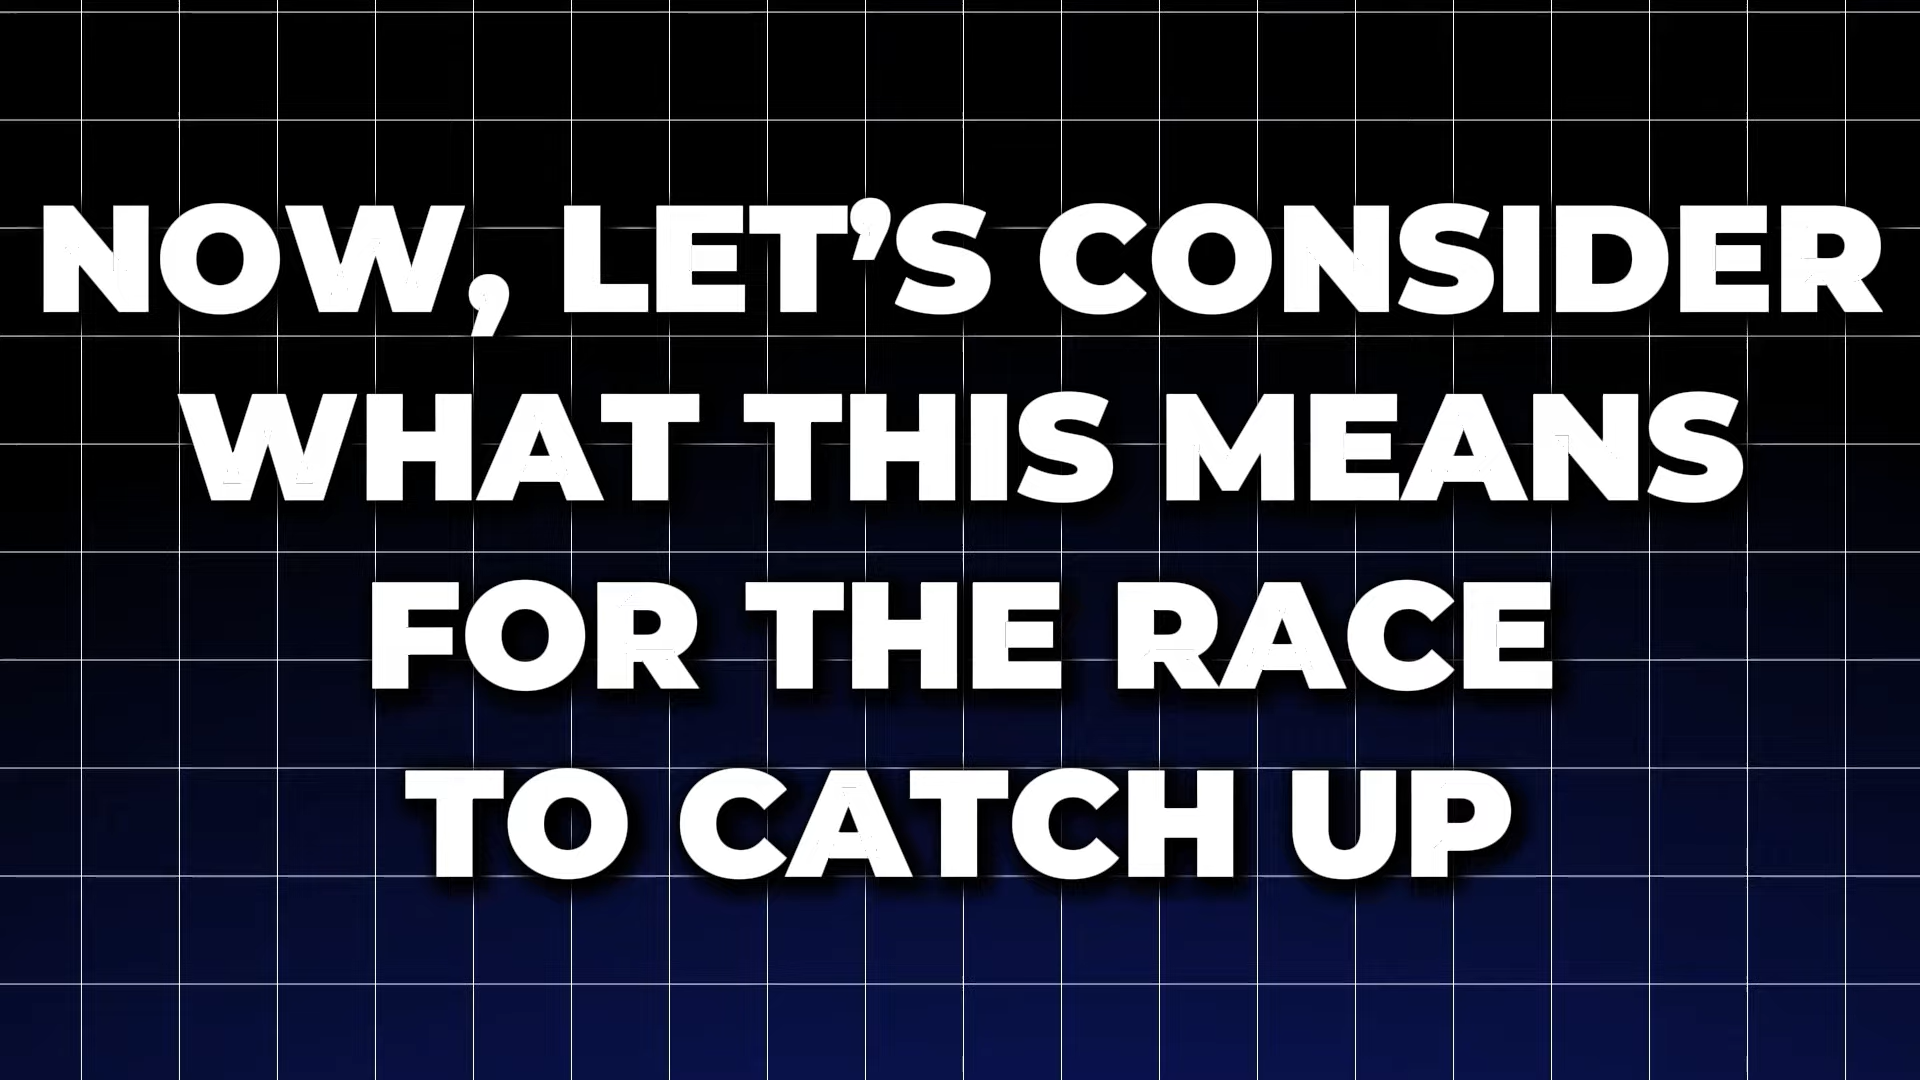 NOW, LET’S CONSIDER
WHAT THIS MEANS
FOR THE RACE
TO CATCH UP